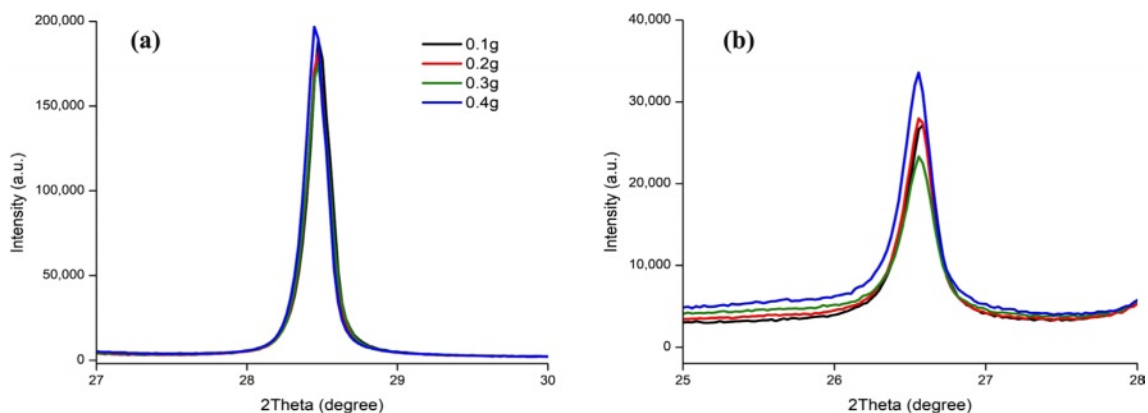 (a)
200,000
150,000
100,000
50,000
0
Intensity (a.u.)
27
28
29
30
2Theta (degree)
0.1g
0.2g
0.3g
0.4g
(b)
40,000
30,000
20,000
10,000
0
Intensity (a.u.)
25
26
27
28
2Theta (degree)